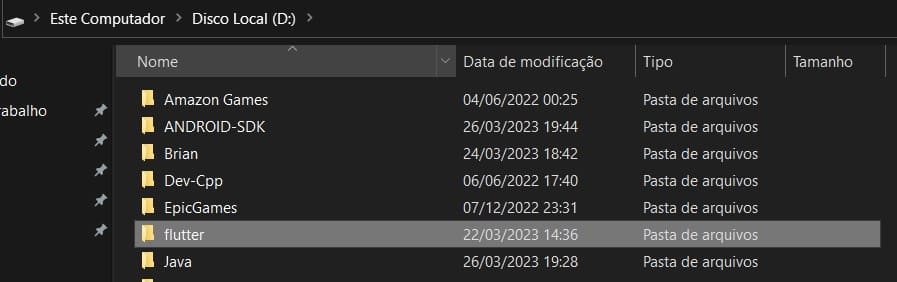 Este Computador > Disco Local (D:) >
Nome Data de modificação Tipo Tamanho
do
rabalho
Amazon Games 04/06/2022 00:25 Pasta de arquivos
ANDROID-SDK 26/03/2023 19:44 Pasta de arquivos
Brian 24/03/2023 18:42 Pasta de arquivos
Dev-Cpp 06/06/2022 17:40 Pasta de arquivos
EpicGames 07/12/2022 23:31 Pasta de arquivos
flutter 22/03/2023 14:36 Pasta de arquivos
Java 26/03/2023 19:28 Pasta de arquivos